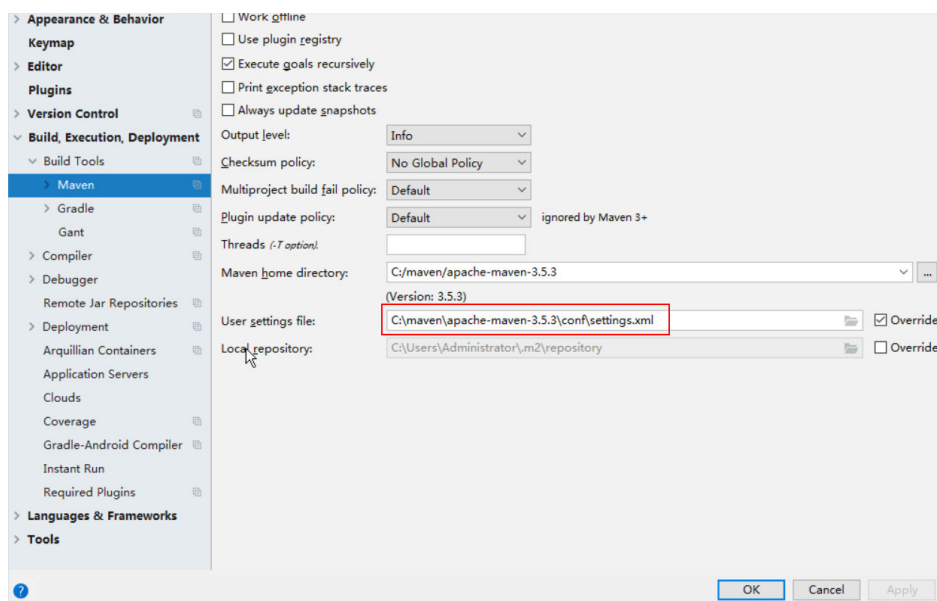 Appearance & Behavior
Keymap
Editor
Plugins
Version Control
Build, Execution, Deployment
Build Tools
Maven
Gradle
Gant
Compiler
Debugger
Remote Jar Repositories
Deployment
Arquillian Containers
Application Servers
Clouds
Coverage
Gradle-Android Compiler
Instant Run
Required Plugins
Languages & Frameworks
Tools
Work offline
Use plugin registry
Execute goals recursively
Print exception stack traces
Always update snapshots
Output level: Info
Checksum policy: No Global Policy
Multiproject build fail policy: Default
Plugin update policy: Default ignored by Maven 3+
Threads (-T option).
Maven home directory: C:/maven/apache-maven-3.5.3 ...
(Version: 3.5.3)
User settings file: C:\maven\apache-maven-3.5.3\conf\settings.xml Override
Local repository: C:\Users\Administrator\.m2\repository Override
? OK Cancel Apply